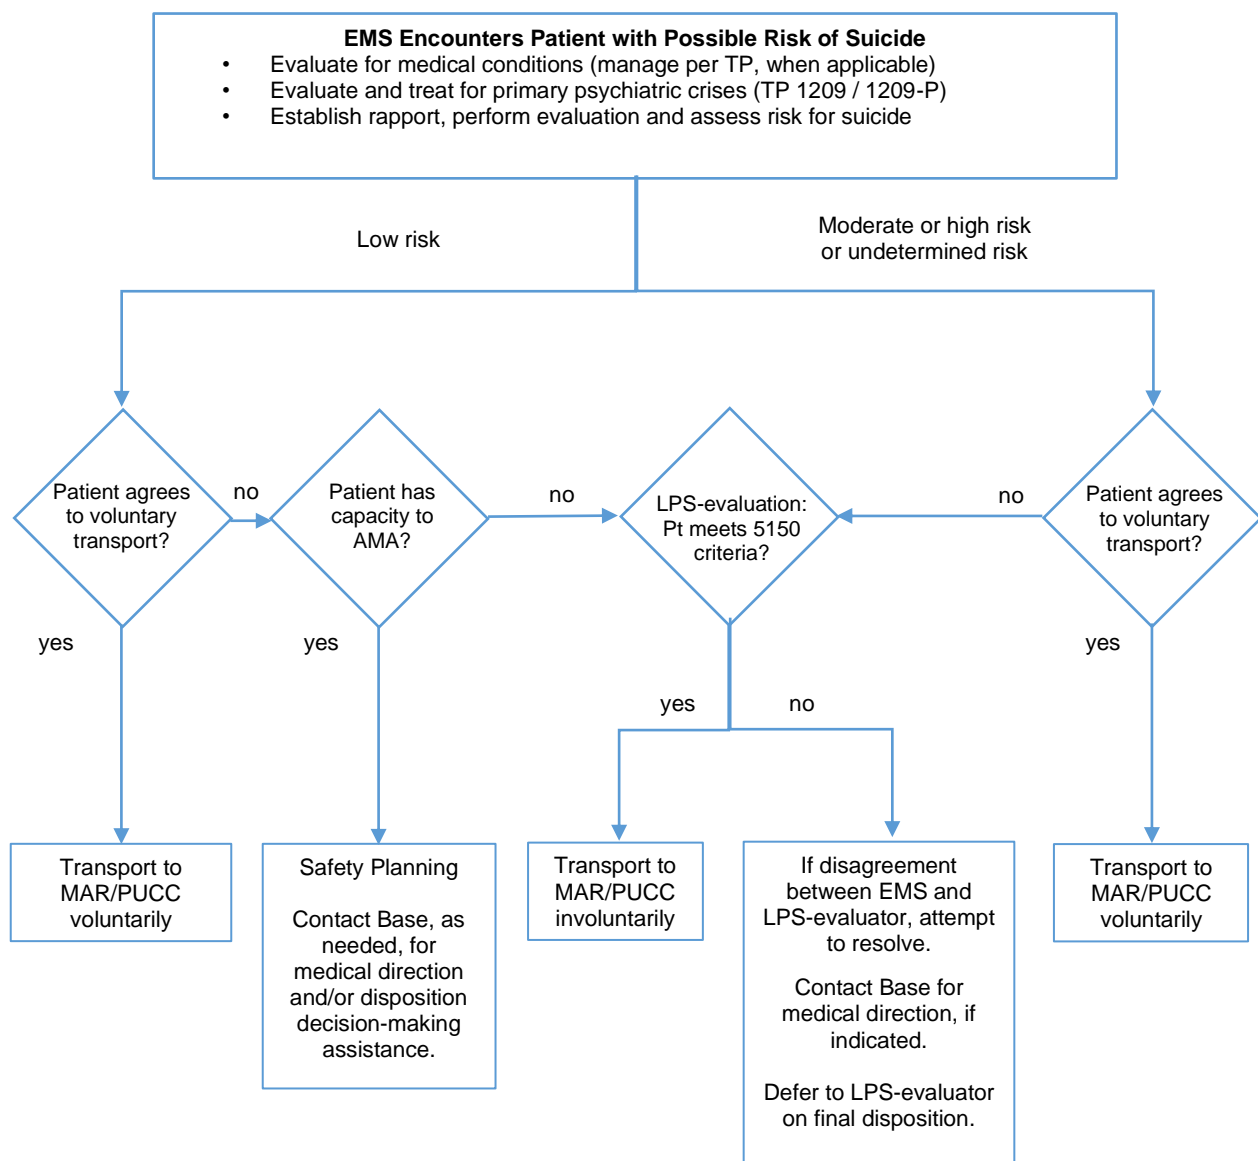 EMS Encounters Patient with Possible Risk of Suicide
• Evaluate for medical conditions (manage per TP, when applicable)
• Evaluate and treat for primary psychiatric crises (TP 1209 / 1209-P)
• Establish rapport, perform evaluation and assess risk for suicide
Low risk
Moderate or high risk
or undetermined risk
Patient agrees
to voluntary
transport?
no
Patient has
capacity to
AMA?
no
LPS-evaluation:
Pt meets 5150
criteria?
no
Patient agrees
to voluntary
transport?
yes
yes
yes
no
yes
Transport to
MAR/PUCC
voluntarily
Safety Planning
Contact Base, as
needed, for
medical direction
and/or disposition
decision-making
assistance.
Transport to
MAR/PUCC
involuntarily
If disagreement
between EMS and
LPS-evaluator, attempt
to resolve.
Contact Base for
medical direction, if
indicated.
Defer to LPS-evaluator
on final disposition.
Transport to
MAR/PUCC
voluntarily